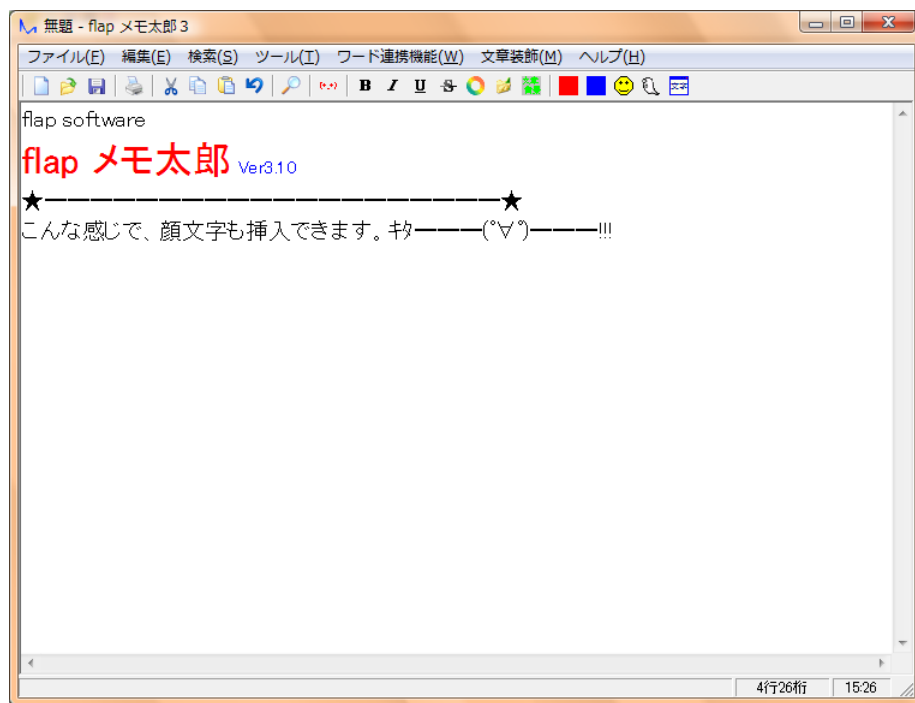 無題 - flap メモ太郎 3
ファイル(F) 編集(E) 検索(S) ツール(T) ワード連携機能(W) 文章装飾(M) ヘルプ(H)
B I U S
flap software
flap メモ太郎 Ver3.10
★━━━━━━━━━━━━━━━━━━━━★
こんな感じで、顔文字も挿入できます。ｷﾀ━━━(ﾟ∀ﾟ)━━━!!!
4行26桁 15:26